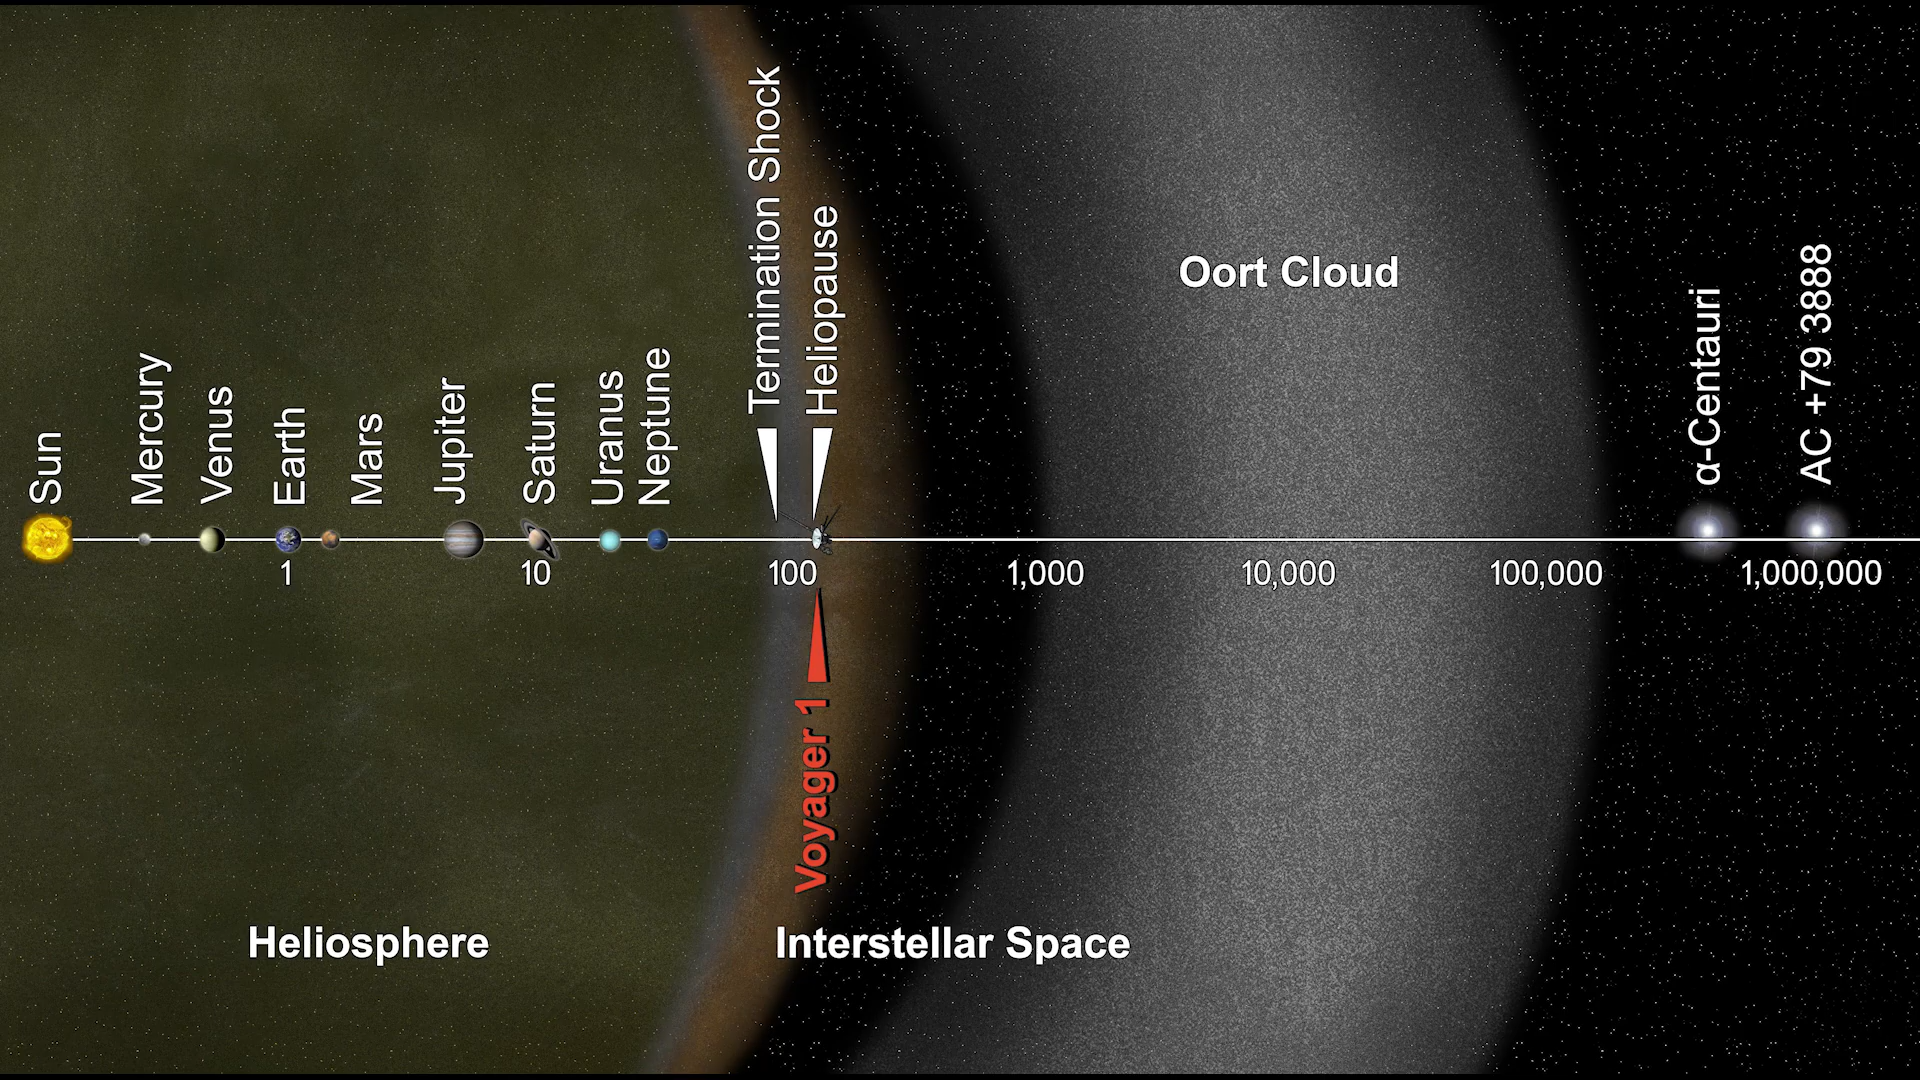 Sun
Mercury
Venus
Earth
Mars
Jupiter
Saturn
Uranus
Neptune
Termination Shock
Heliopause
Oort Cloud
α-Centauri
AC +79 3888
1
10
100
1,000
10,000
100,000
1,000,000
Voyager 1
Heliosphere
Interstellar Space